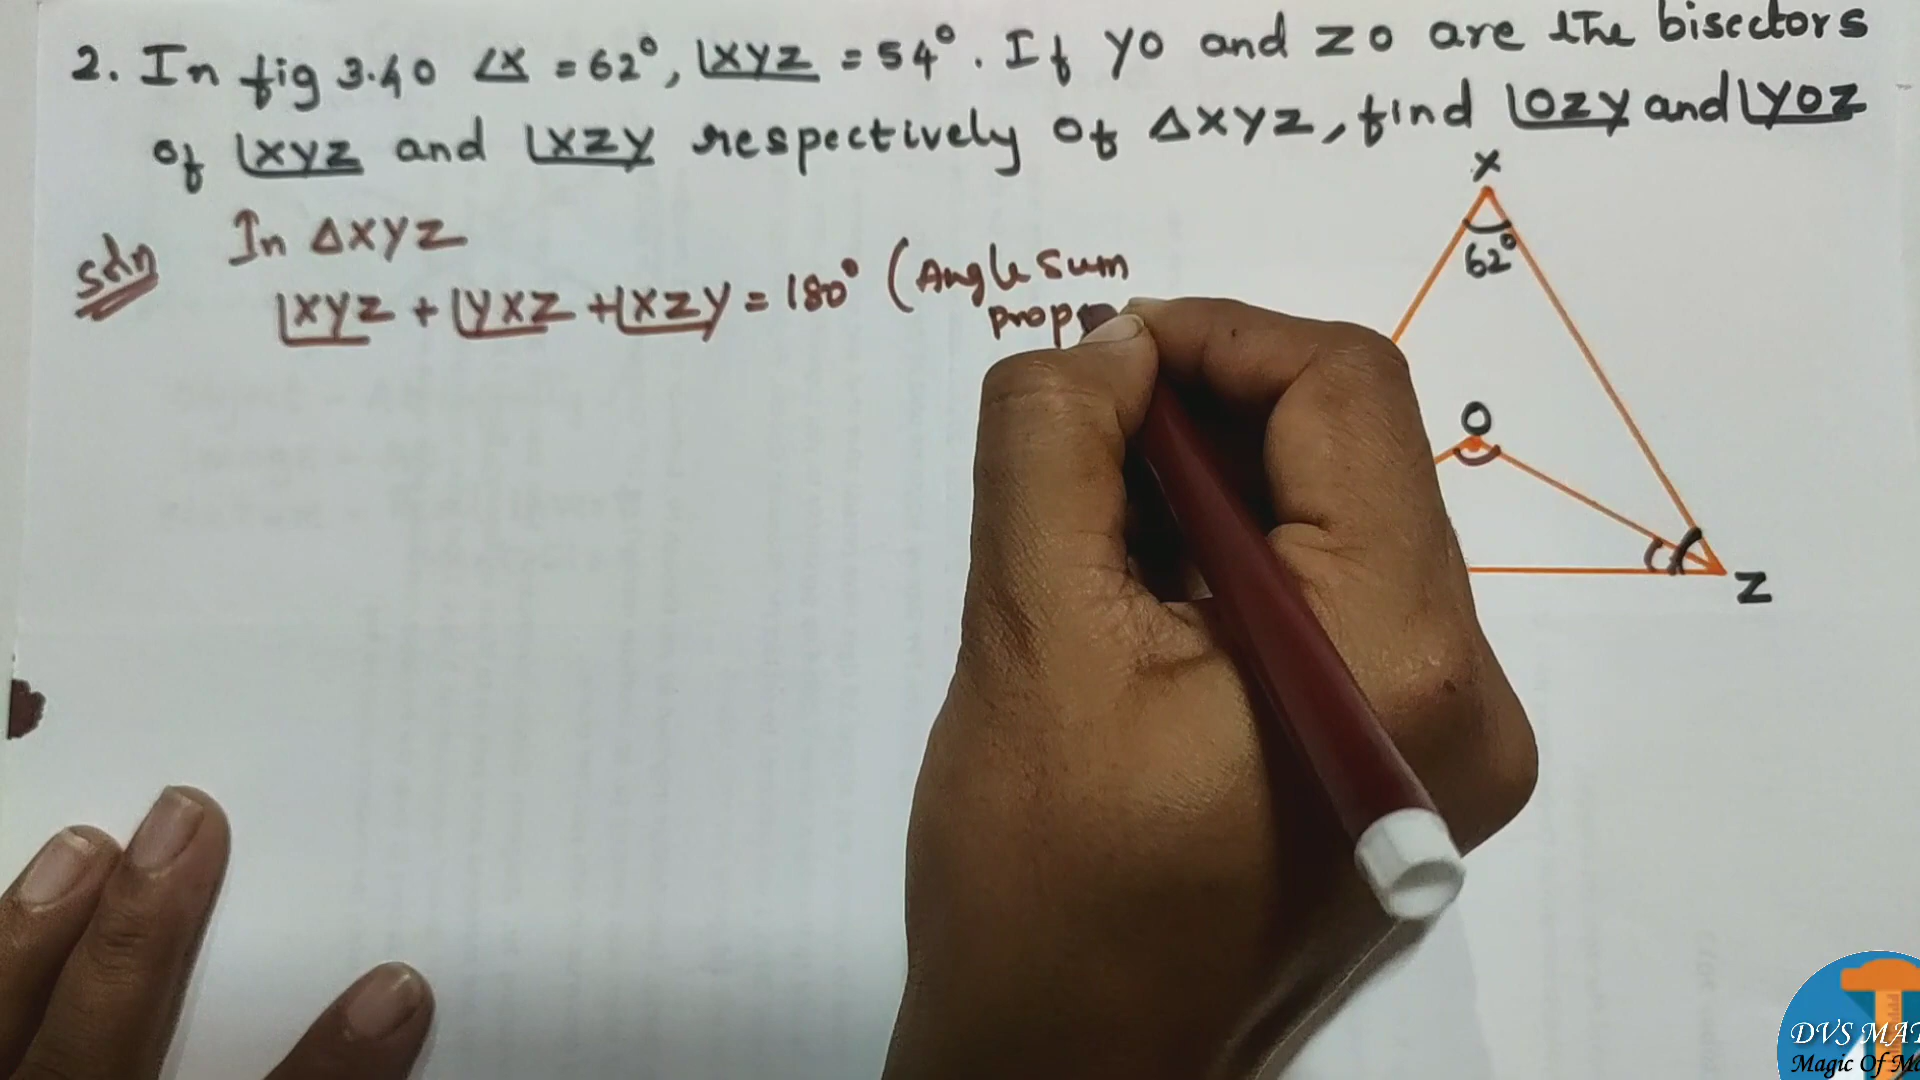 2. In fig 3.40 ∠X = 62°, ∠XYZ = 54°. If YO and ZO are the bisectors
of ∠XYZ and ∠XZY respectively of ΔXYZ, find ∠OZY and ∠YOZ
X
62°
O
Z
Soln In ΔXYZ
∠XYZ + ∠YXZ + ∠XZY = 180° (Angle Sum
DVS
Magic Of